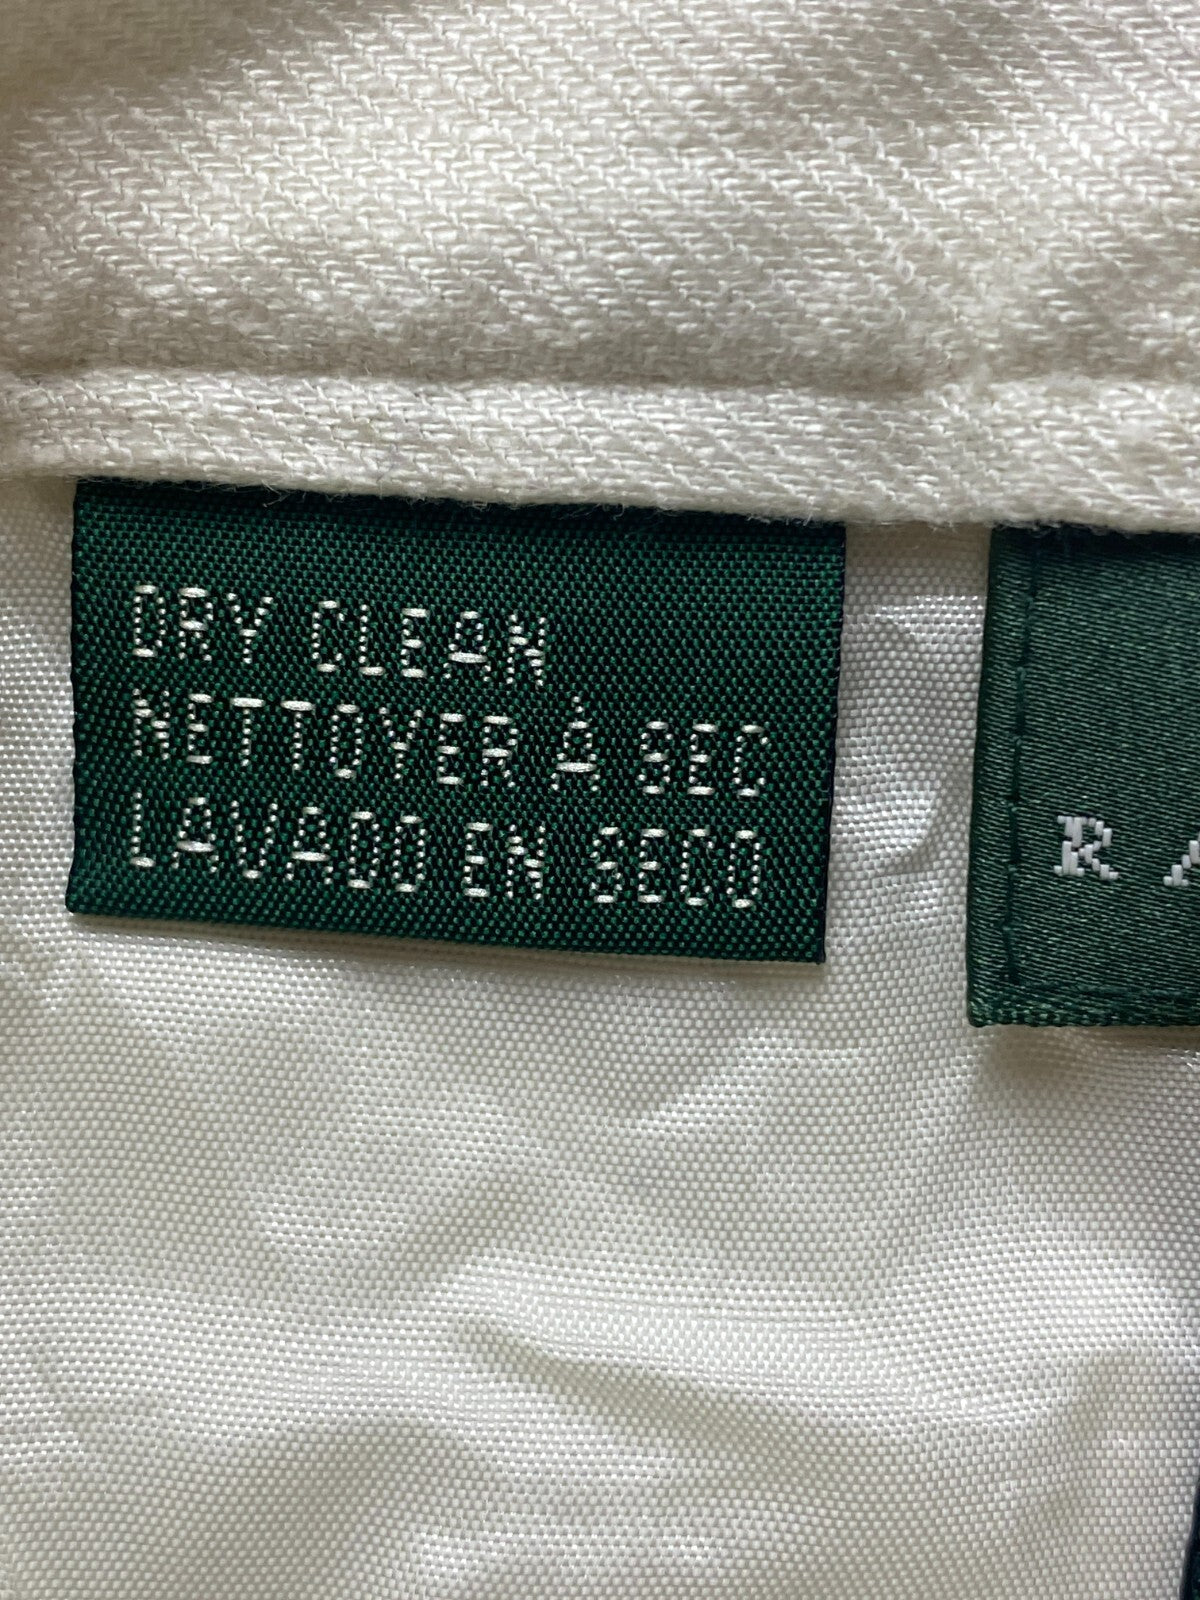 DRY CLEAN
NETTOYER À SEC
LAVADO EN SECO
R